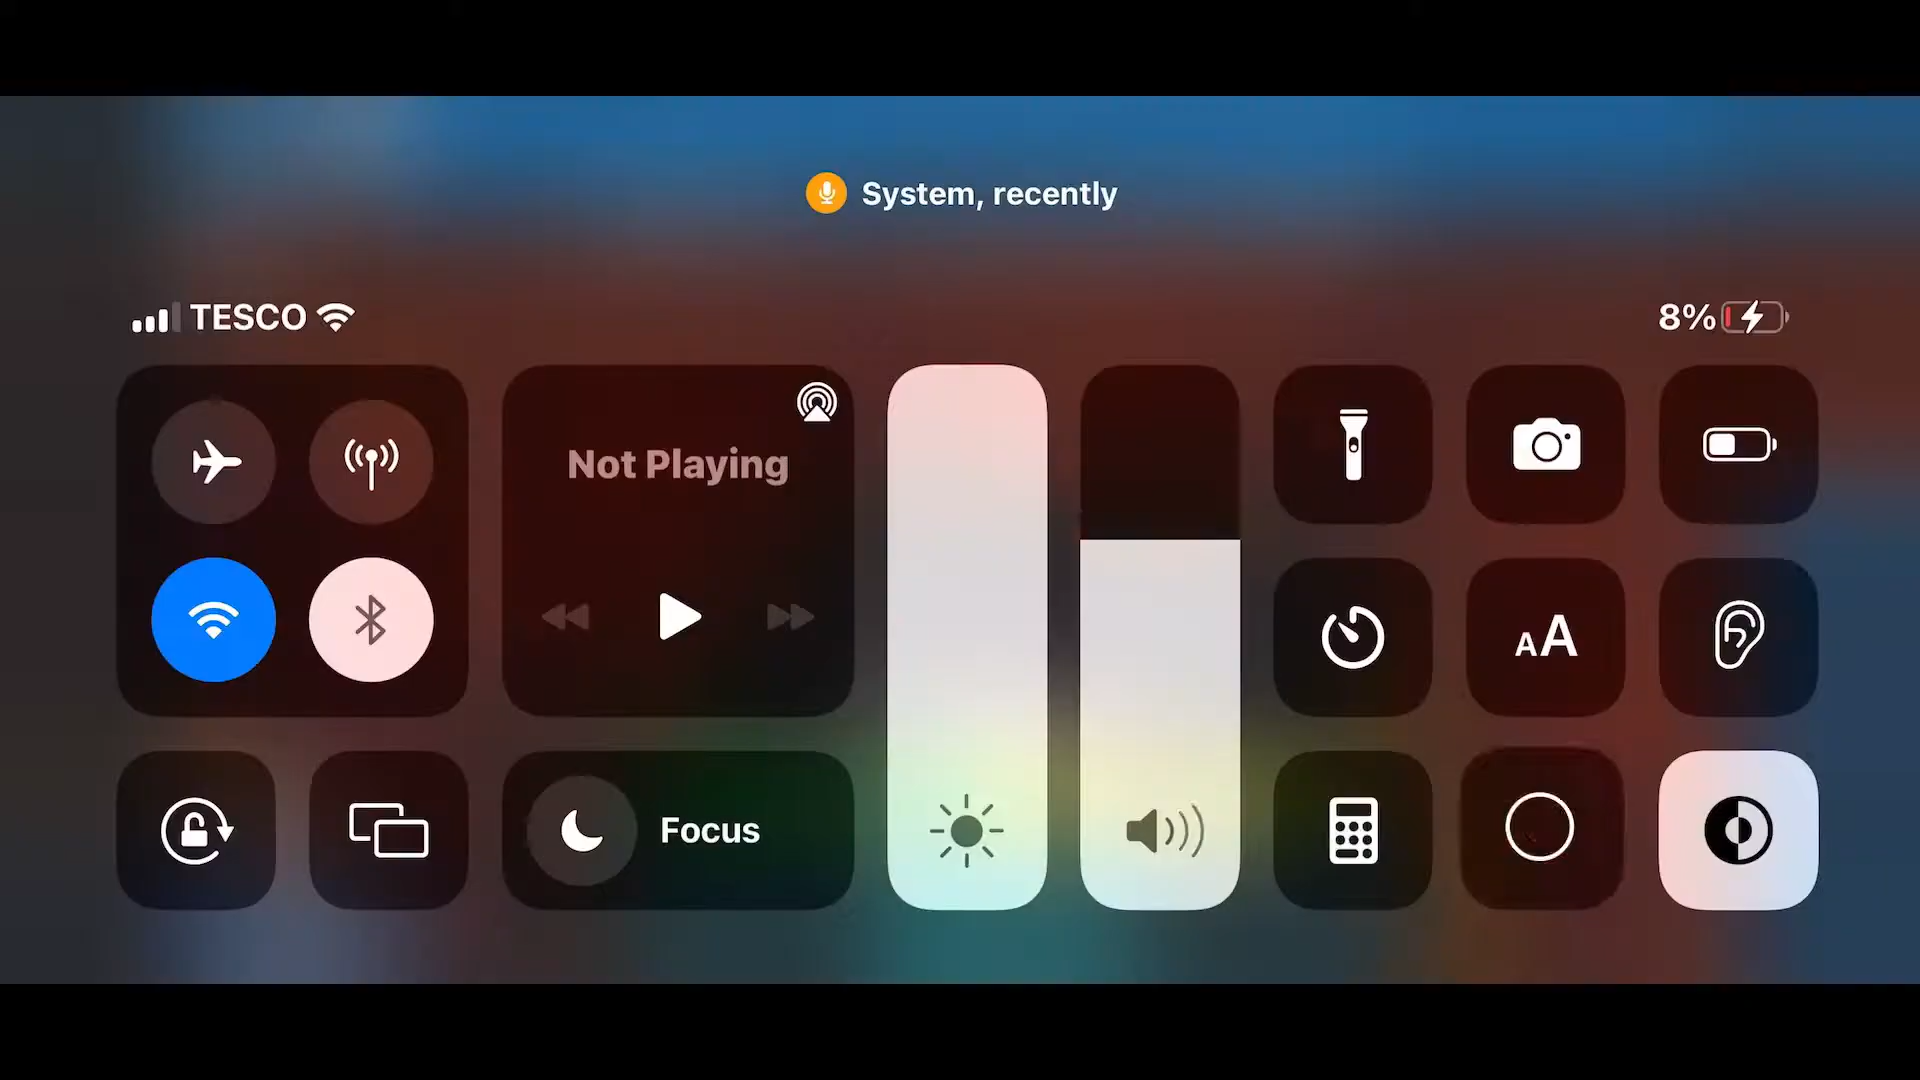 System, recently
TESCO
8%
Not Playing
AA
Focus